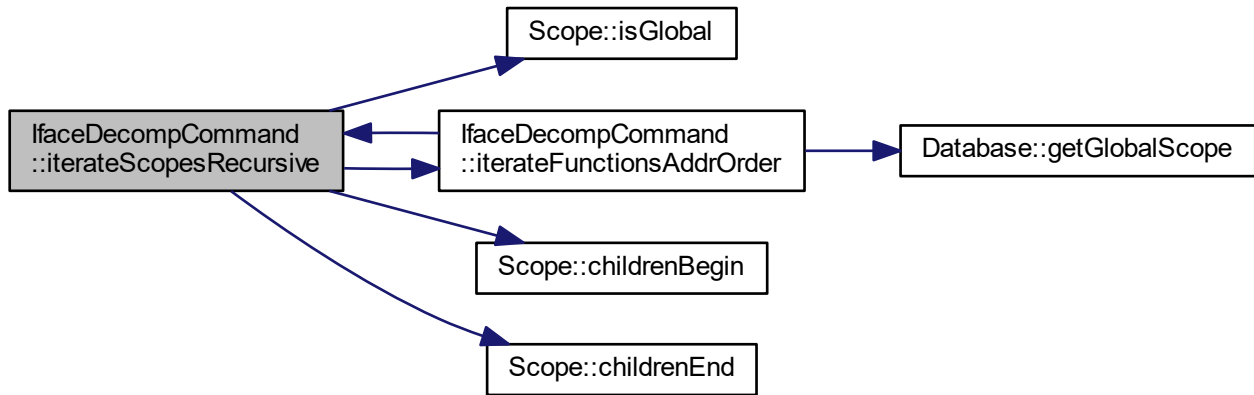 Scope::isGlobal
IfaceDecompCommand
::iterateScopesRecursive
IfaceDecompCommand
::iterateFunctionsAddrOrder
Database::getGlobalScope
Scope::childrenBegin
Scope::childrenEnd